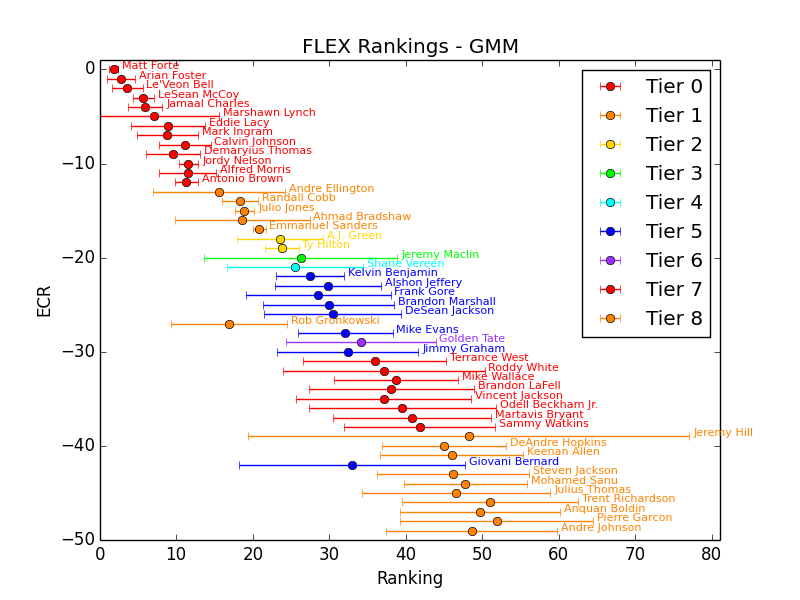 FLEX Rankings - GMM
Matt Forte
Arian Foster
Le'Veon Bell
LeSean McCoy
Jamaal Charles
Marshawn Lynch
Eddie Lacy
Mark Ingram
Calvin Johnson
Demaryius Thomas
Jordy Nelson
Alfred Morris
Antonio Brown
Andre Ellington
Randall Cobb
Julio Jones
Ahmad Bradshaw
Emmanuel Sanders
A.J. Green
Ty Hilton
Jeremy Maclin
Shane Vereen
Kelvin Benjamin
Alshon Jeffery
Frank Gore
Brandon Marshall
DeSean Jackson
Rob Gronkowski
Mike Evans
Golden Tate
Jimmy Graham
Terrance West
Roddy White
Mike Wallace
Brandon LaFell
Vincent Jackson
Odell Beckham Jr.
Martavis Bryant
Sammy Watkins
Jeremy Hill
DeAndre Hopkins
Keenan Allen
Giovani Bernard
Steven Jackson
Mohamed Sanu
Julius Thomas
Trent Richardson
Anquan Boldin
Pierre Garcon
Andre Johnson
Tier 0
Tier 1
Tier 2
Tier 3
Tier 4
Tier 5
Tier 6
Tier 7
Tier 8
0
−10
−20
−30
−40
−50
ECR
0 10 20 30 40 50 60 70 80
Ranking